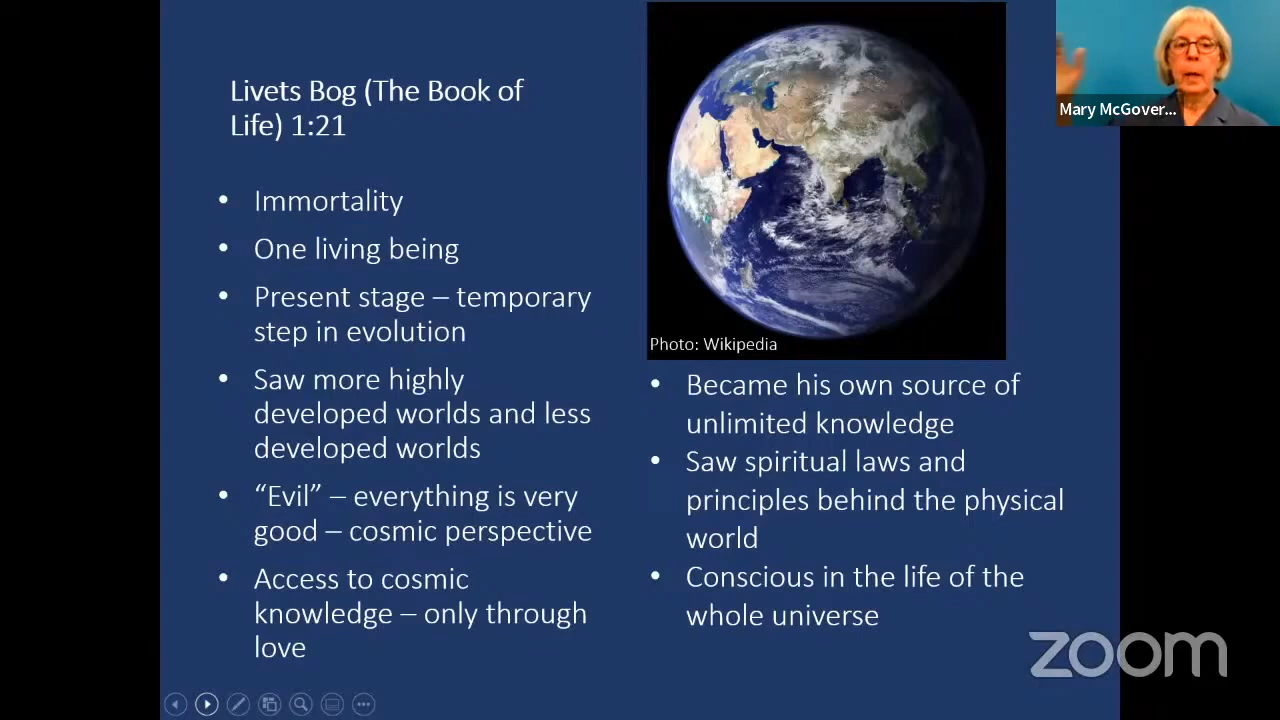 Livets Bog (The Book of
Life) 1:21
• Immortality
• One living being
• Present stage – temporary
step in evolution
• Saw more highly
developed worlds and less
developed worlds
• “Evil” – everything is very
good – cosmic perspective
• Access to cosmic
knowledge – only through
love
Photo: Wikipedia
• Became his own source of
unlimited knowledge
• Saw spiritual laws and
principles behind the physical
world
• Conscious in the life of the
whole universe
Mary McGover...
zoom